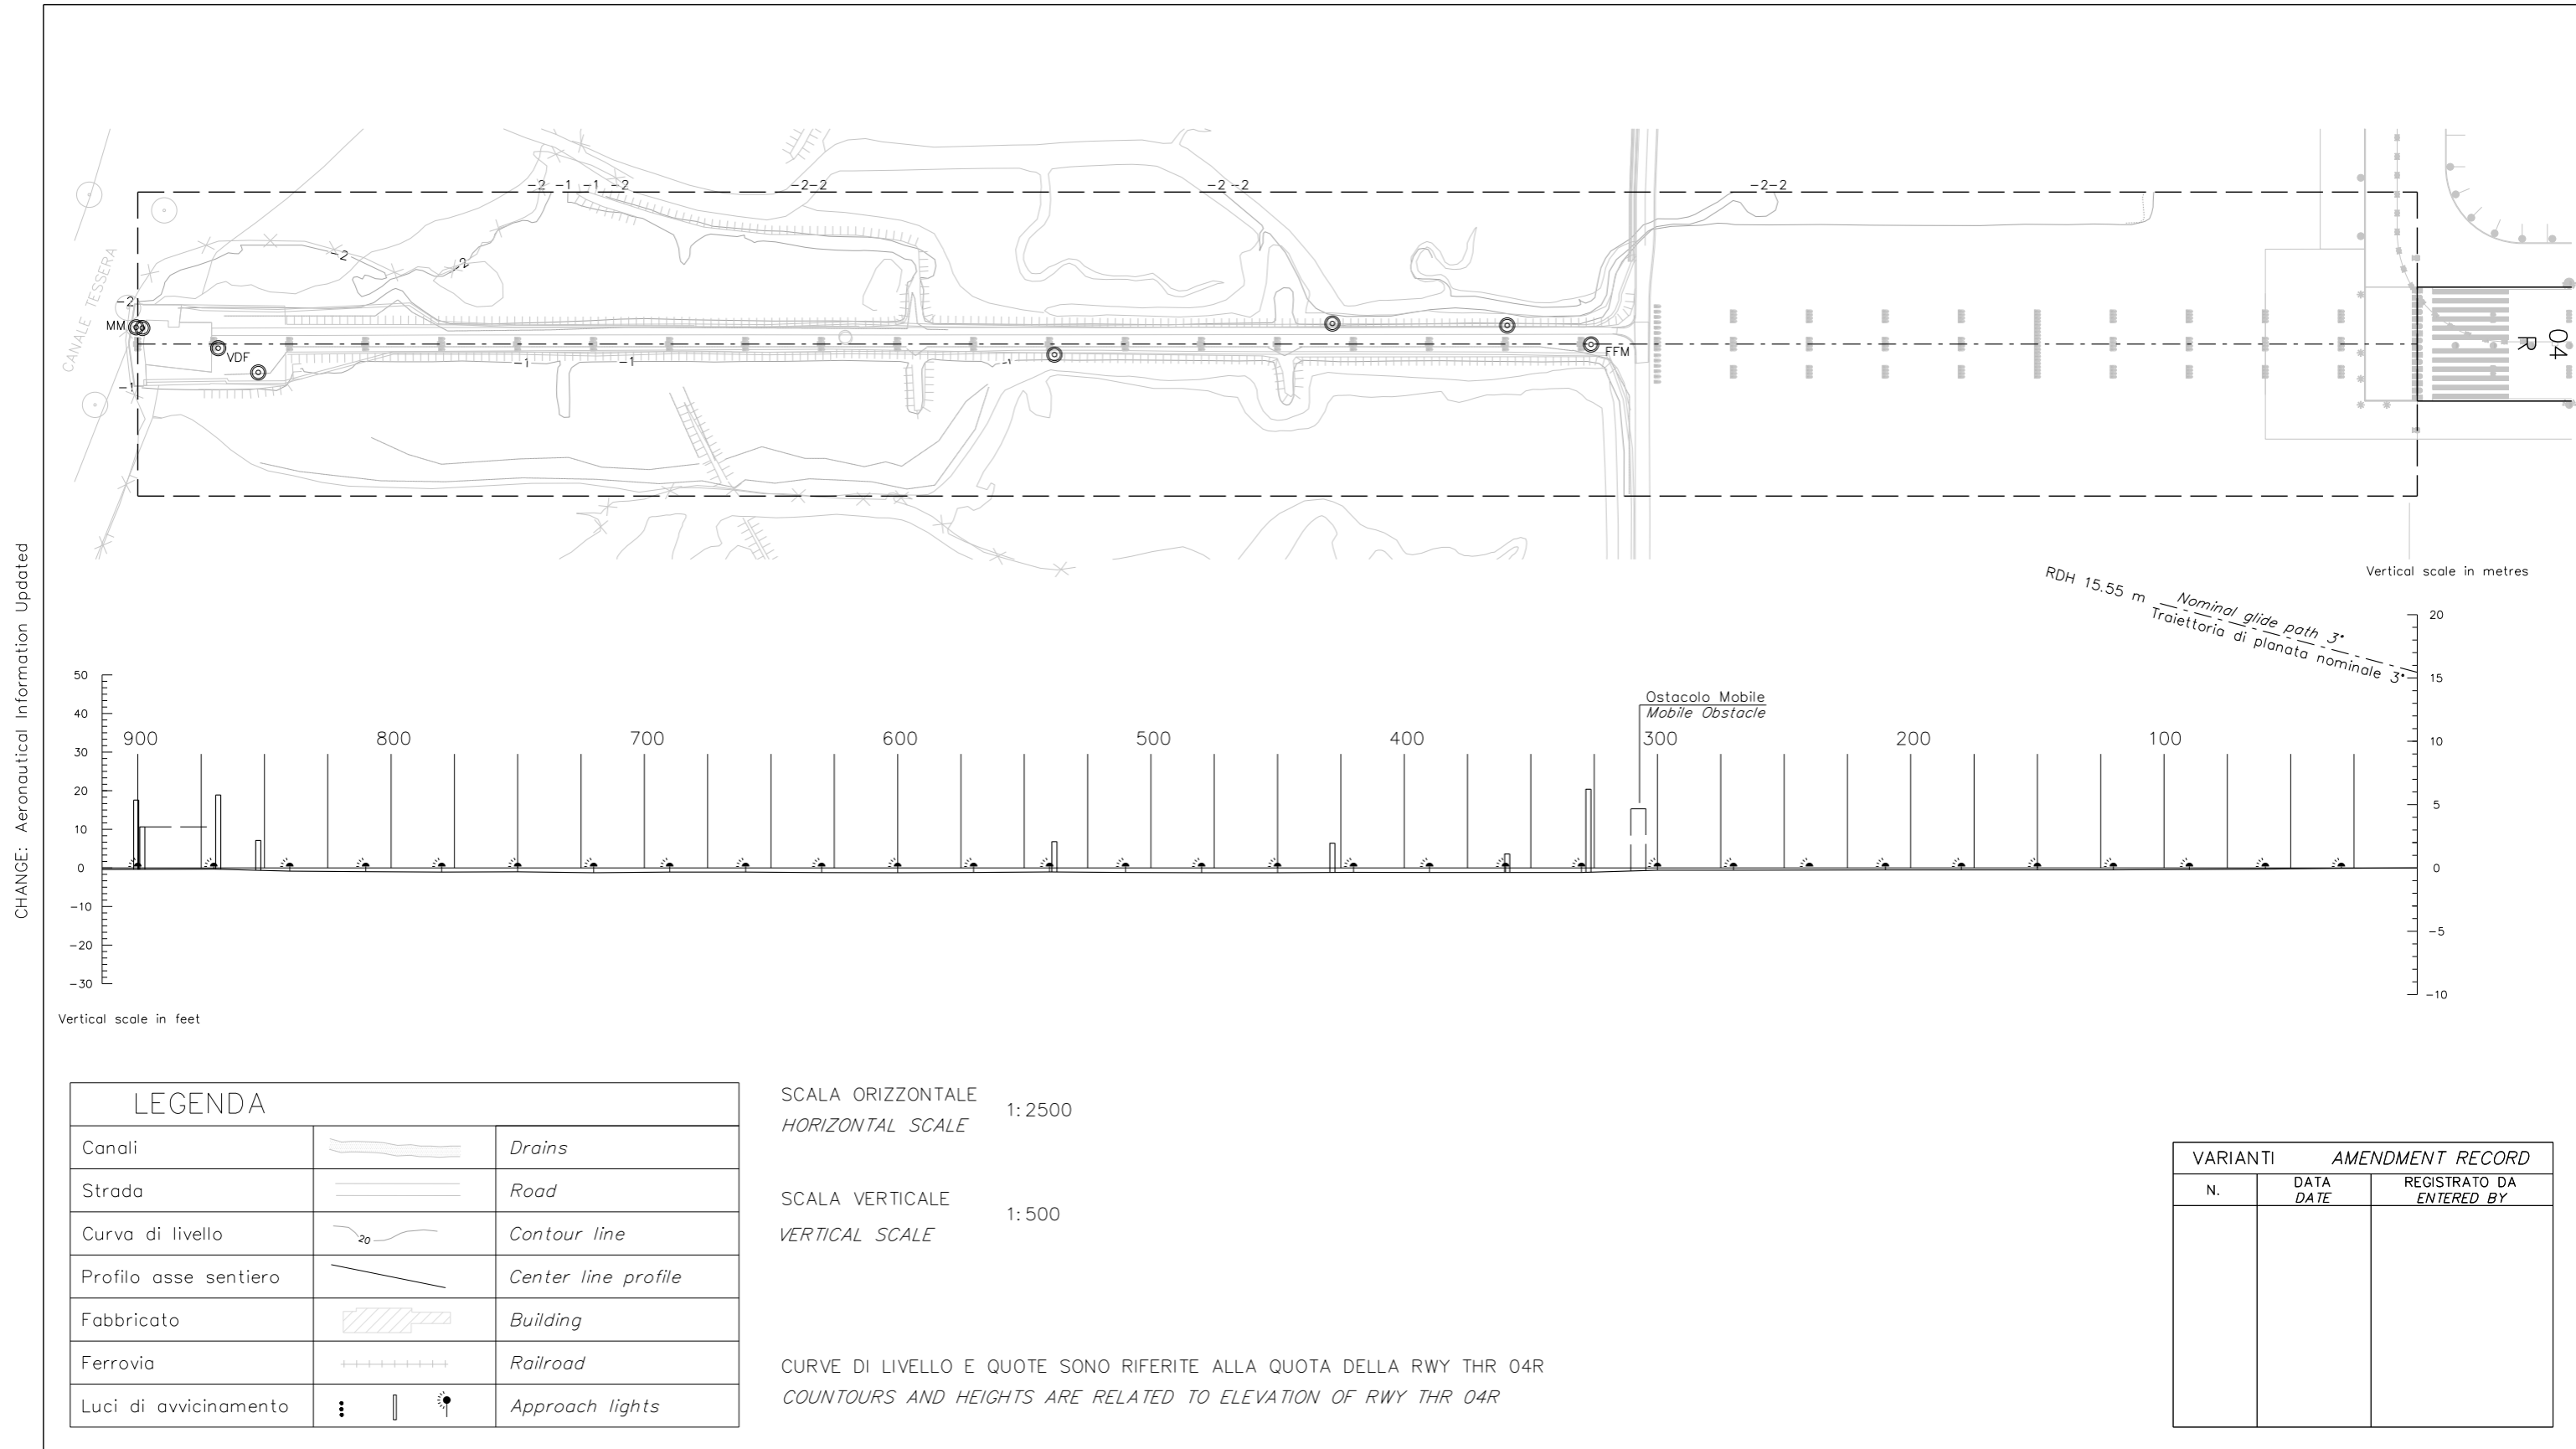 CHANGE: Aeronautical Information Updated
-2 -1 -1 -2
-2-2
-2 -2
-2-2
CANALE TESSERA
-2
-2
-2
MM
VDF
FFM
-1
-1
-1
-1
04
R
RDH 15.55 m
Nominal glide path 3°
Traiettoria di planata nominale 3°
Vertical scale in metres
20
15
10
5
0
-5
-10
50
40
30
20
10
0
-10
-20
-30
900 800 700 600 500 400 300 200 100
Ostacolo Mobile
Mobile Obstacle
Vertical scale in feet
LEGENDA
Canali Drains
Strada Road
Curva di livello 20 Contour line
Profilo asse sentiero Center line profile
Fabbricato Building
Ferrovia Railroad
Luci di avvicinamento Approach lights
SCALA ORIZZONTALE
HORIZONTAL SCALE
1:2500
SCALA VERTICALE
VERTICAL SCALE
1:500
CURVE DI LIVELLO E QUOTE SONO RIFERITE ALLA QUOTA DELLA RWY THR 04R
COUNTOURS AND HEIGHTS ARE RELATED TO ELEVATION OF RWY THR 04R
VARIANTI AMENDMENT RECORD
N. DATA REGISTRATO DA
DATE ENTERED BY